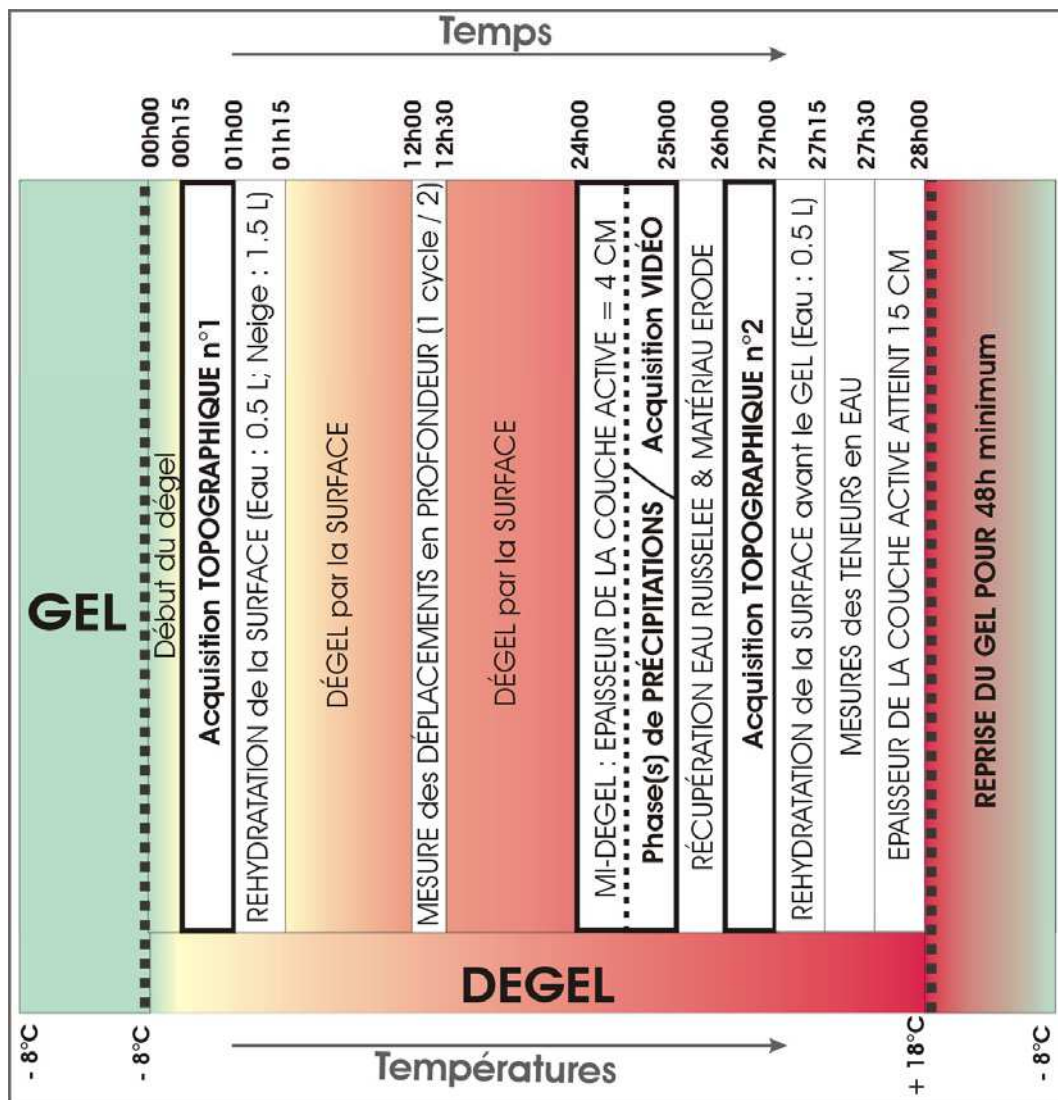 Temps
00h00
00h15
01h00
01h15
12h00
12h30
24h00
25h00
26h00
27h00
27h15
27h30
28h00
GEL
Début du dégel
Acquisition TOPOGRAPHIQUE n°1
REHYDRATATION de la SURFACE (Eau : 0.5 L; Neige : 1.5 L)
DÉGEL par la SURFACE
MESURE des DÉPLACEMENTS en PROFONDEUR (1 cycle / 2)
DÉGEL par la SURFACE
MI-DEGEL : EPAISSEUR DE LA COUCHE ACTIVE = 4 CM
Phase(s) de PRÉCIPITATIONS / Acquisition VIDÉO
RÉCUPÉRATION EAU RUISSELEE & MATÉRIAU ERODE
Acquisition TOPOGRAPHIQUE n°2
REHYDRATATION de la SURFACE avant le GEL (Eau : 0.5 L)
MESURES des TENEURS en EAU
EPAISSEUR DE LA COUCHE ACTIVE ATTEINT 15 CM
REPRISE DU GEL POUR 48h minimum
DEGEL
- 8°C
- 8°C
+ 18°C
- 8°C
Températures